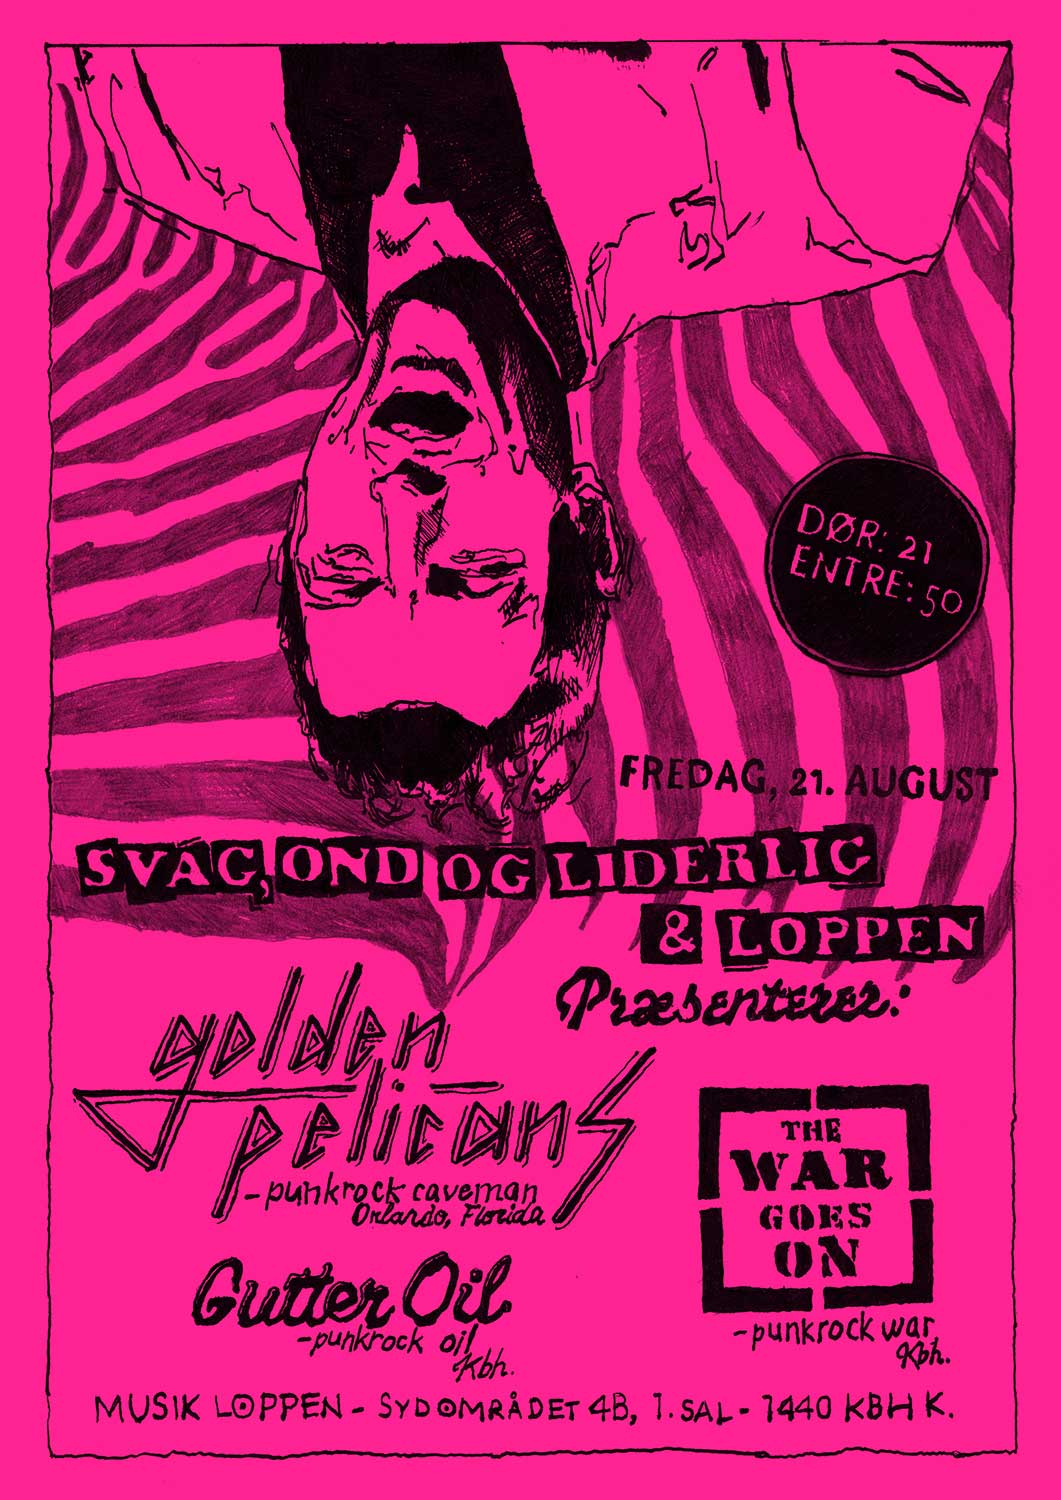 DØR: 21
ENTRE: 50
FREDAG, 21. AUGUST
SVAG, OND OG LIDERLIG
& LOPPEN
Præsenterer:
golden
pelicans
-punkrock caveman
Orlando, Florida
THE
WAR
GOES
ON
-punkrock war
Kbh.
Gutter Oil
-punkrock oil
Kbh.
MUSIK LOPPEN - SYDOMRÅDET 4B, 1. SAL - 1440 KBH K.